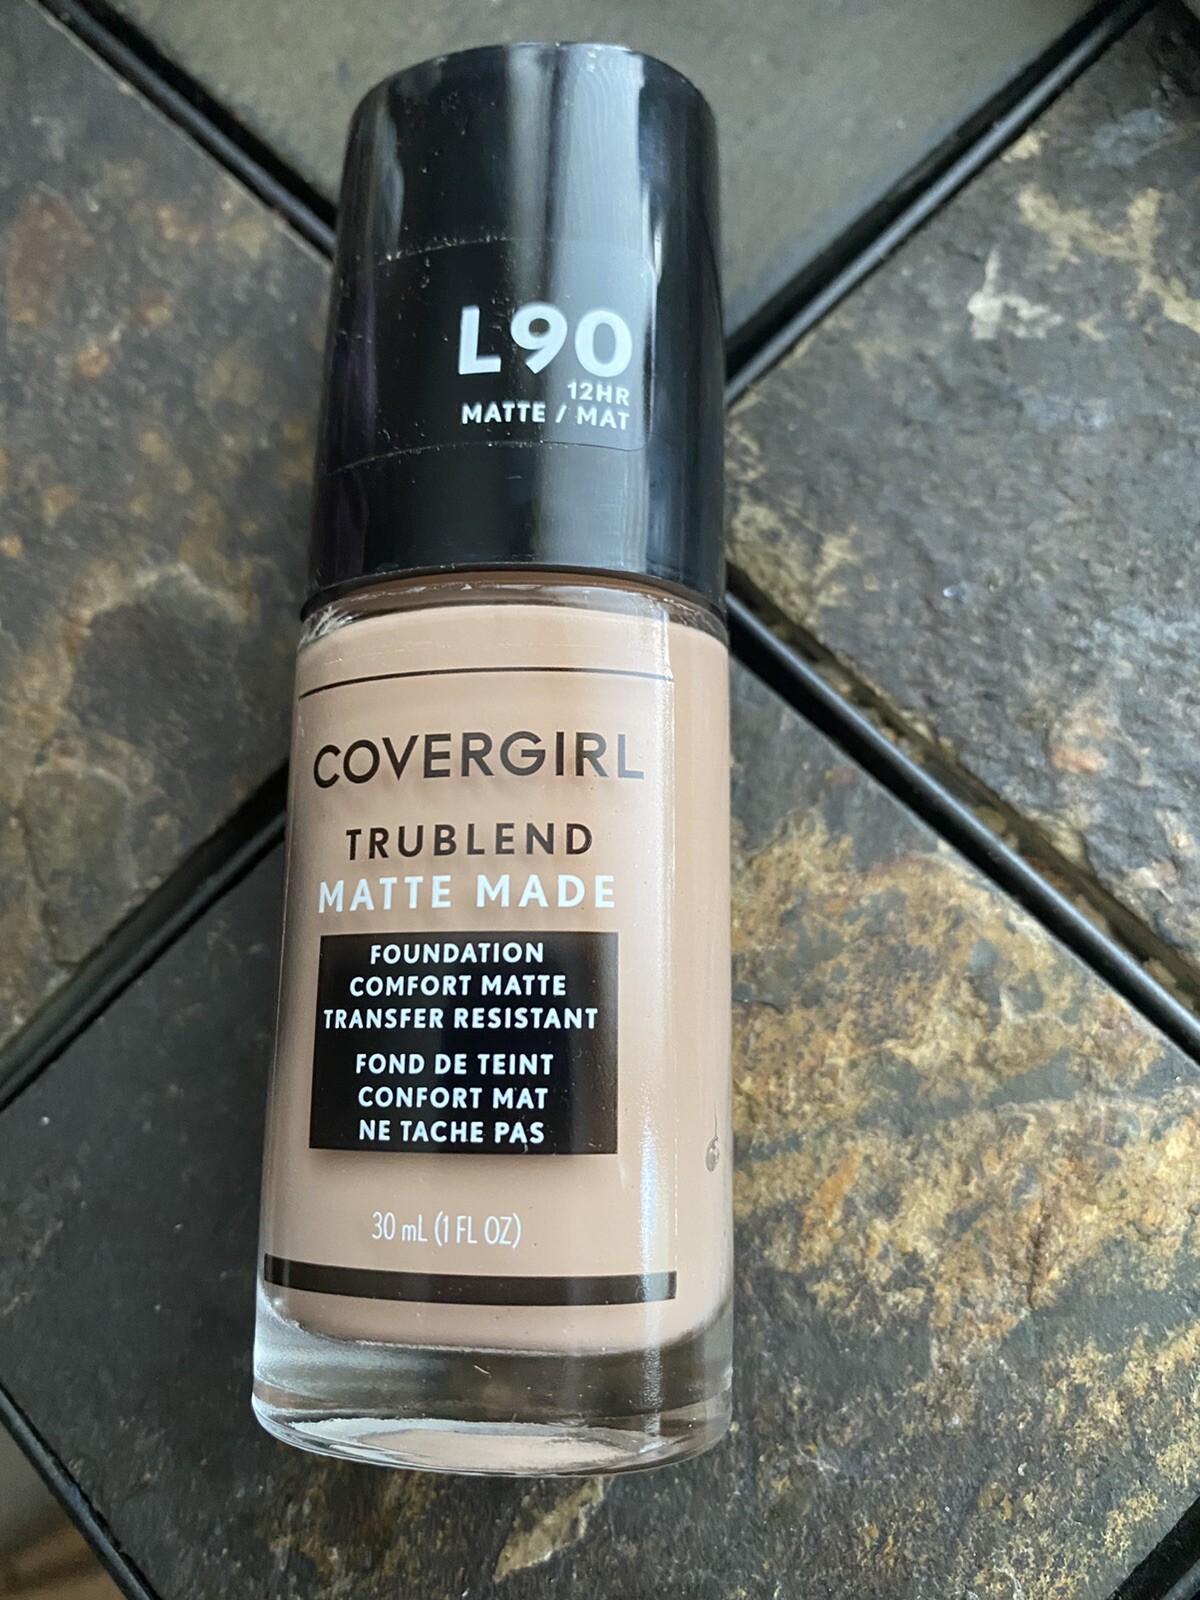 L90
12HR
MATTE / MAT
COVERGIRL
TRUBLEND
MATTE MADE
FOUNDATION
COMFORT MATTE
TRANSFER RESISTANT
FOND DE TEINT
CONFORT MAT
NE TACHE PAS
30 mL (1 FL OZ)